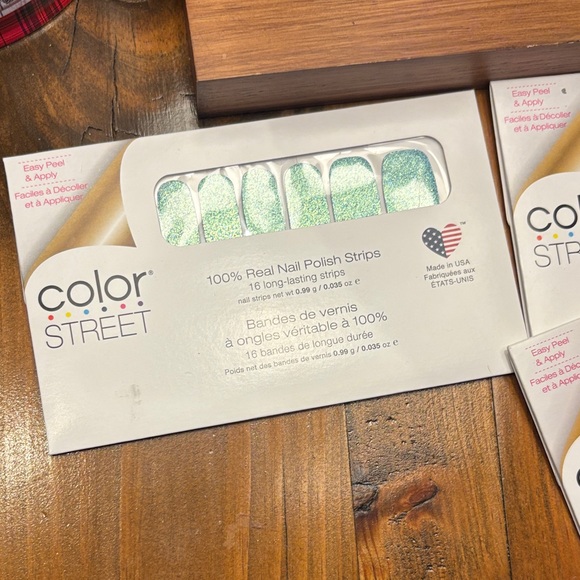 Easy Peel
& Apply
Faciles à Décoller
et à Appliquer
color®
STREET
100% Real Nail Polish Strips
16 long-lasting strips
nail strips net wt 0.99 g / 0.035 oz e
Bandes de vernis
à ongles véritable à 100%
16 bandes de longue durée
Poids net des bandes de vernis 0.99 g / 0.035 oz e
™
Made in USA
Fabriquées aux
ÉTATS-UNIS
Easy Peel
& Apply
Faciles à Décoller
et à Appliquer
col
STR
Easy Peel
& Apply
Faciles à Décoller
et à Appliquer